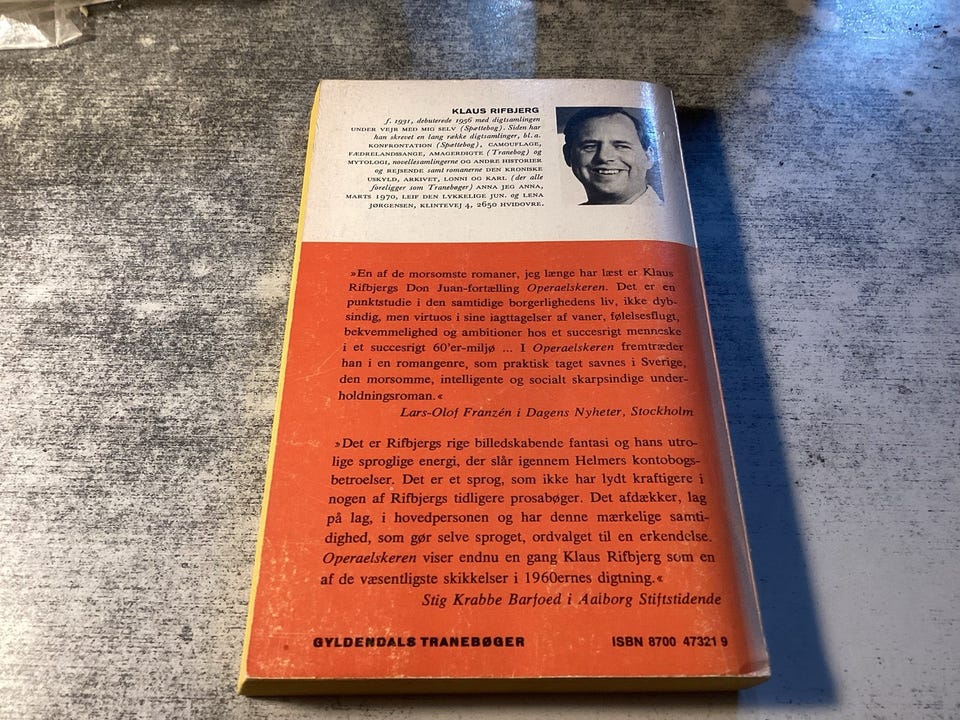 KLAUS RIFBJERG
f. 1931, debuterede 1956 med digtsamlingen
UNDER VEJR MED MIG SELV (Spættebog). Siden har
han skrevet en lang række digtsamlinger, bl. a.
KONFRONTATION (Spættebog), CAMOUFLAGE,
FÆDRELANDSSANGE, AMAGERDIGTE (Tranebog) og
MYTOLOGI, novellesamlingerne OG ANDRE HISTORIER
og REJSENDE samt romanerne DEN KRONISKE
USKYLD, ARKIVET, LONNI OG KARL (der alle
foreligger som Tranebøger) ANNA JEG ANNA,
MARTS 1970, LEIF DEN LYKKELIGE JUN. og LENA
JØRGENSEN, KLINTEVEJ 4, 2650 HVIDOVRE.
»En af de morsomste romaner, jeg længe har læst er Klaus
Rifbjergs Don Juan-fortælling Operaelskeren. Det er en
punktstudie i den samtidige borgerlighedens liv, ikke dyb-
sindig, men virtuos i sine iagttagelser af vaner, følelsesflugt,
bekvemmelighed og ambitioner hos et succesrigt menneske
i et succesrigt 60'er-miljø ... I Operaelskeren fremtræder
han i en romangenre, som praktisk taget savnes i Sverige,
den morsomme, intelligente og socialt skarpsindige under-
holdningsroman.«
Lars-Olof Franzén i Dagens Nyheter, Stockholm
»Det er Rifbjergs rige billedskabende fantasi og hans utro-
lige sproglige energi, der slår igennem Helmers kontobogs-
betroelser. Det er et sprog, som ikke har lydt kraftigere i
nogen af Rifbjergs tidligere prosabøger. Det afdækker, lag
på lag, i hovedpersonen og har denne mærkelige samti-
dighed, som gør selve sproget, ordvalget til en erkendelse.
Operaelskeren viser endnu en gang Klaus Rifbjerg som en
af de væsentligste skikkelser i 1960ernes digtning.«
Stig Krabbe Barfoed i Aalborg Stiftstidende
GYLDENDALS TRANEBØGER
ISBN 8700 47321 9